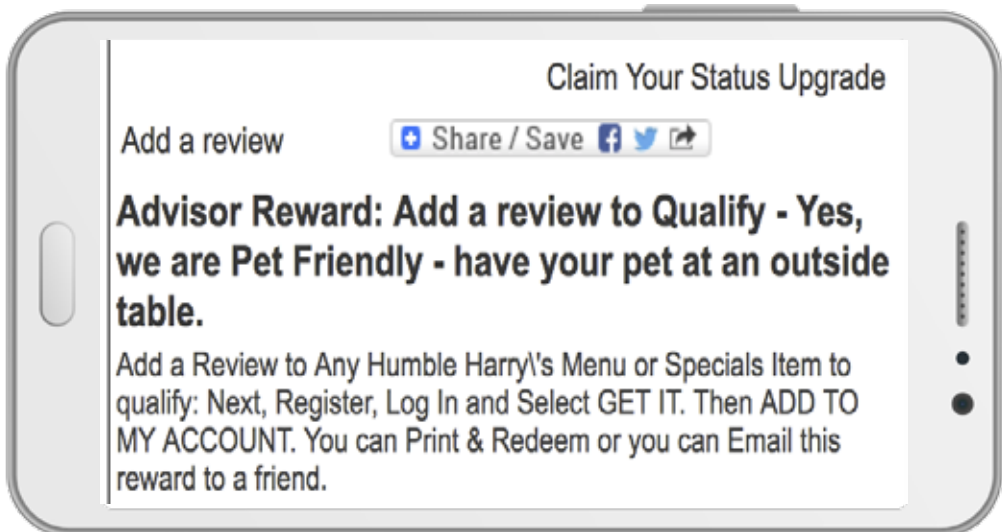 Claim Your Status Upgrade
Add a review
Share / Save
Advisor Reward: Add a review to Qualify - Yes,
we are Pet Friendly - have your pet at an outside
table.
Add a Review to Any Humble Harry\'s Menu or Specials Item to
qualify: Next, Register, Log In and Select GET IT. Then ADD TO
MY ACCOUNT. You can Print & Redeem or you can Email this
reward to a friend.